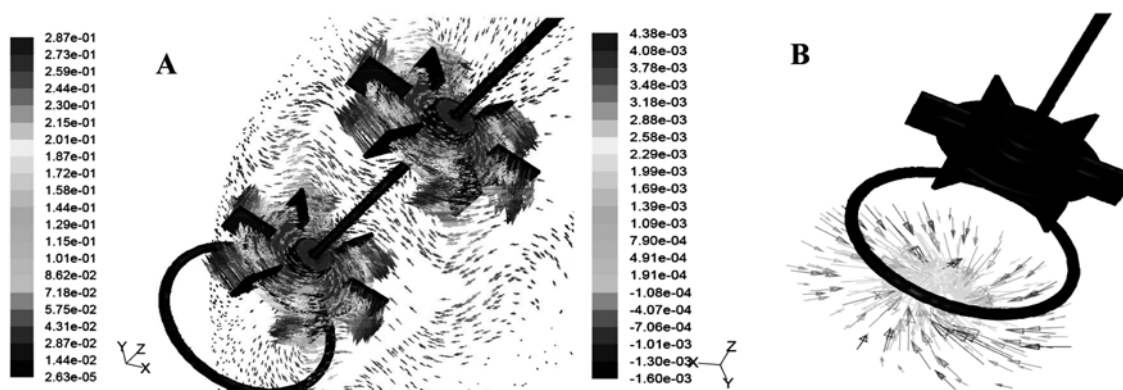 A
2.87e-01
2.73e-01
2.59e-01
2.44e-01
2.30e-01
2.15e-01
2.01e-01
1.87e-01
1.72e-01
1.58e-01
1.44e-01
1.29e-01
1.15e-01
1.01e-01
8.62e-02
7.18e-02
5.75e-02
4.31e-02
2.87e-02
1.44e-02
2.63e-05
Y
Z
X
B
4.38e-03
4.08e-03
3.78e-03
3.48e-03
3.18e-03
2.88e-03
2.58e-03
2.29e-03
1.99e-03
1.69e-03
1.39e-03
1.09e-03
7.90e-04
4.91e-04
1.91e-04
-1.08e-04
-4.07e-04
-7.06e-04
-1.01e-03
-1.30e-03
-1.60e-03
X
Z
Y